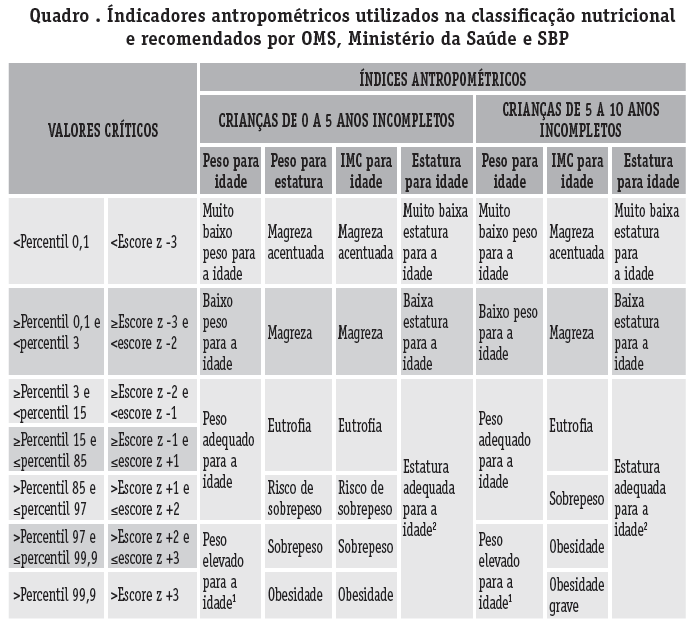 Quadro . Índicadores antropométricos utilizados na classificação nutricional
e recomendados por OMS, Ministério da Saúde e SBP
VALORES CRÍTICOS
ÍNDICES ANTROPOMÉTRICOS
CRIANÇAS DE 0 A 5 ANOS INCOMPLETOS
CRIANÇAS DE 5 A 10 ANOS
INCOMPLETOS
Peso para
idade
Peso para
estatura
IMC para
idade
Estatura
para idade
Peso para
idade
IMC para
idade
Estatura
para idade
<Percentil 0,1
<Escore z -3
Muito
baixo
peso para
a idade
Magreza
acentuada
Magreza
acentuada
Muito baixa
estatura
para a
idade
Muito
baixo peso
para a
idade
Magreza
acentuada
Muito baixa
estatura
para
a idade
≥Percentil 0,1 e
<percentil 3
≥Escore z -3 e
<escore z -2
Baixo
peso
para a
idade
Magreza
Magreza
Baixa
estatura
para a
idade
Baixo peso
para a
idade
Magreza
Baixa
estatura
para a
idade
≥Percentil 3 e
<percentil 15
≥Escore z -2 e
<escore z -1
Peso
adequado
para a
idade
Eutrofia
Eutrofia
Estatura
adequada
para a
idade²
Peso
adequado
para a
idade
Eutrofia
Estatura
adequada
para a
idade²
≥Percentil 15 e
≤percentil 85
≥Escore z -1 e
≤escore z +1
>Percentil 85 e
≤percentil 97
>Escore z +1 e
≤escore z +2
Risco de
sobrepeso
Risco de
sobrepeso
Sobrepeso
>Percentil 97 e
≤percentil 99,9
>Escore z +2 e
≤escore z +3
Peso
elevado
para a
idade¹
Sobrepeso
Sobrepeso
Peso
elevado
para a
idade¹
Obesidade
>Percentil 99,9
>Escore z +3
Obesidade
Obesidade
Obesidade
grave